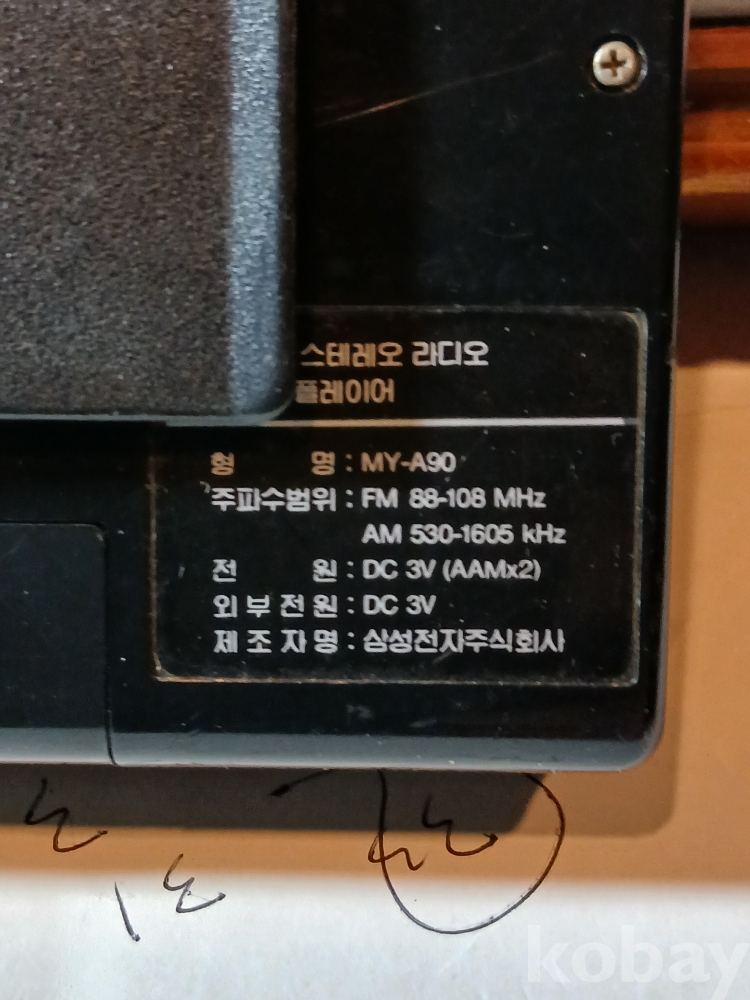 스테레오 라디오
플레이어
형 명 : MY-A90
주파수범위 : FM 88-108 MHz
AM 530-1605 kHz
전 원 : DC 3V (AAMx2)
외부전원 : DC 3V
제조자명 : 삼성전자주식회사
kobay